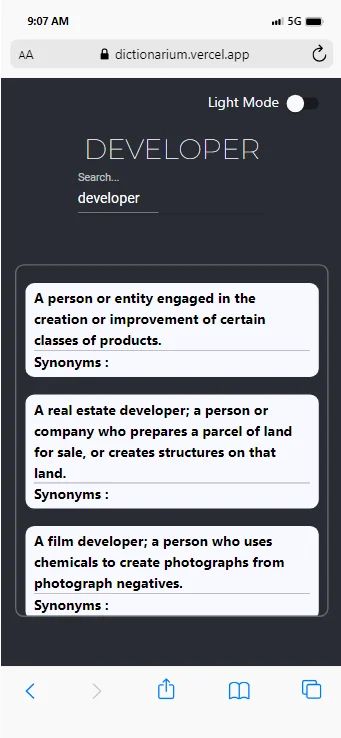 9:07 AM
5G
AA
dictionarium.vercel.app
Light Mode
DEVELOPER
Search...
developer
A person or entity engaged in the
creation or improvement of certain
classes of products.
Synonyms :
A real estate developer; a person or
company who prepares a parcel of land
for sale, or creates structures on that
land.
Synonyms :
A film developer; a person who uses
chemicals to create photographs from
photograph negatives.
Synonyms :